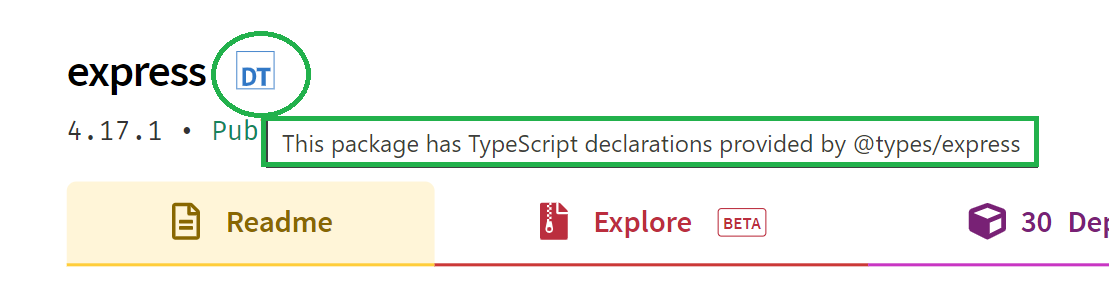 express DT
4.17.1 • Pub
This package has TypeScript declarations provided by @types/express
Readme Explore BETA 30 Dep